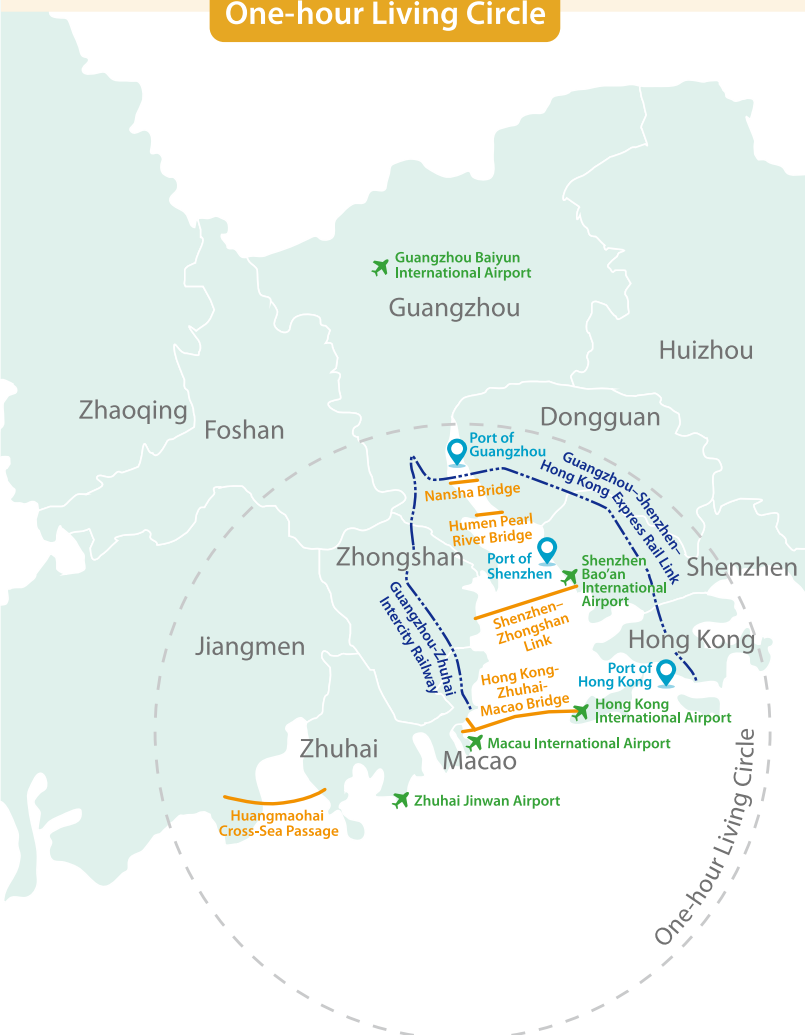 One-hour Living Circle
Guangzhou Baiyun
International Airport
Guangzhou
Huizhou
Zhaoqing
Foshan
Dongguan
Port of
Guangzhou
Guangzhou–Shenzhen–
Hong Kong Express Rail Link
Nansha Bridge
Humen Pearl
River Bridge
Zhongshan
Port of
Shenzhen
Shenzhen
Bao’an
International
Airport
Shenzhen
Guangzhou-Zhuhai
Intercity Railway
Shenzhen–
Zhongshan
Link
Jiangmen
Hong Kong
Port of
Hong Kong
Hong Kong-
Zhuhai-
Macao Bridge
Hong Kong
International Airport
Zhuhai
Macau International Airport
Macao
Zhuhai Jinwan Airport
Huangmaohai
Cross-Sea Passage
One-hour Living Circle